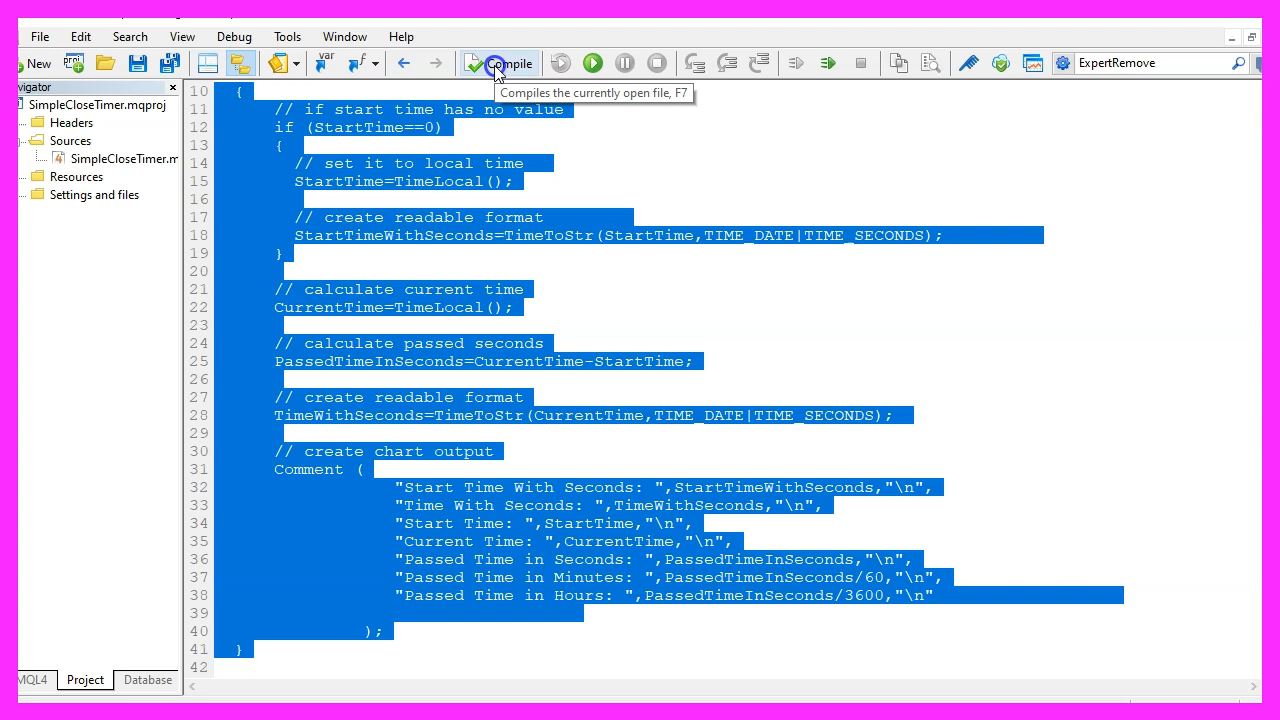 File Edit Search View Debug Tools Window Help
New Compile ExpertRemove
Compiles the currently open file, F7
SimpleCloseTimer.mqproj
Headers
Sources
SimpleCloseTimer.m
Resources
Settings and files
10 {
11 // if start time has no value
12 if (StartTime==0)
13 {
14 // set it to local time
15 StartTime=TimeLocal();
16
17 // create readable format
18 StartTimeWithSeconds=TimeToStr(StartTime,TIME_DATE|TIME_SECONDS);
19 }
20
21 // calculate current time
22 CurrentTime=TimeLocal();
23
24 // calculate passed seconds
25 PassedTimeInSeconds=CurrentTime-StartTime;
26
27 // create readable format
28 TimeWithSeconds=TimeToStr(CurrentTime,TIME_DATE|TIME_SECONDS);
29
30 // create chart output
31 Comment (
32 "Start Time With Seconds: ",StartTimeWithSeconds,"\n",
33 "Time With Seconds: ",TimeWithSeconds,"\n",
34 "Start Time: ",StartTime,"\n",
35 "Current Time: ",CurrentTime,"\n",
36 "Passed Time in Seconds: ",PassedTimeInSeconds,"\n",
37 "Passed Time in Minutes: ",PassedTimeInSeconds/60,"\n",
38 "Passed Time in Hours: ",PassedTimeInSeconds/3600,"\n"
39
40 );
41 }
42
MQL4 Project Database